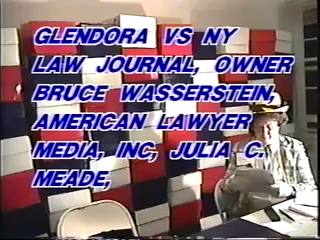 GLENDORA VS NY
LAW JOURNAL, OWNER
BRUCE WASSERSTEIN,
AMERICAN LAWYER
MEDIA, INC, JULIA C.
MEADE,